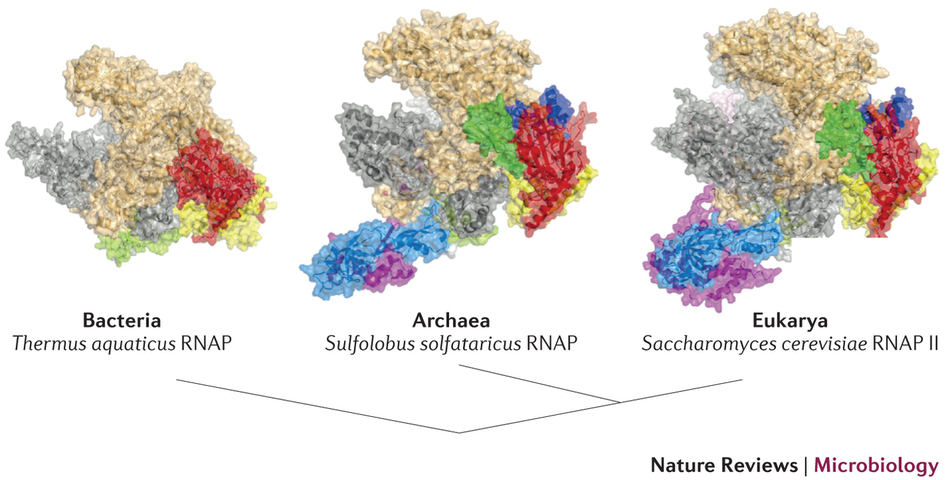 Bacteria
Thermus aquaticus RNAP
Archaea
Sulfolobus solfataricus RNAP
Eukarya
Saccharomyces cerevisiae RNAP II
Nature Reviews | Microbiology